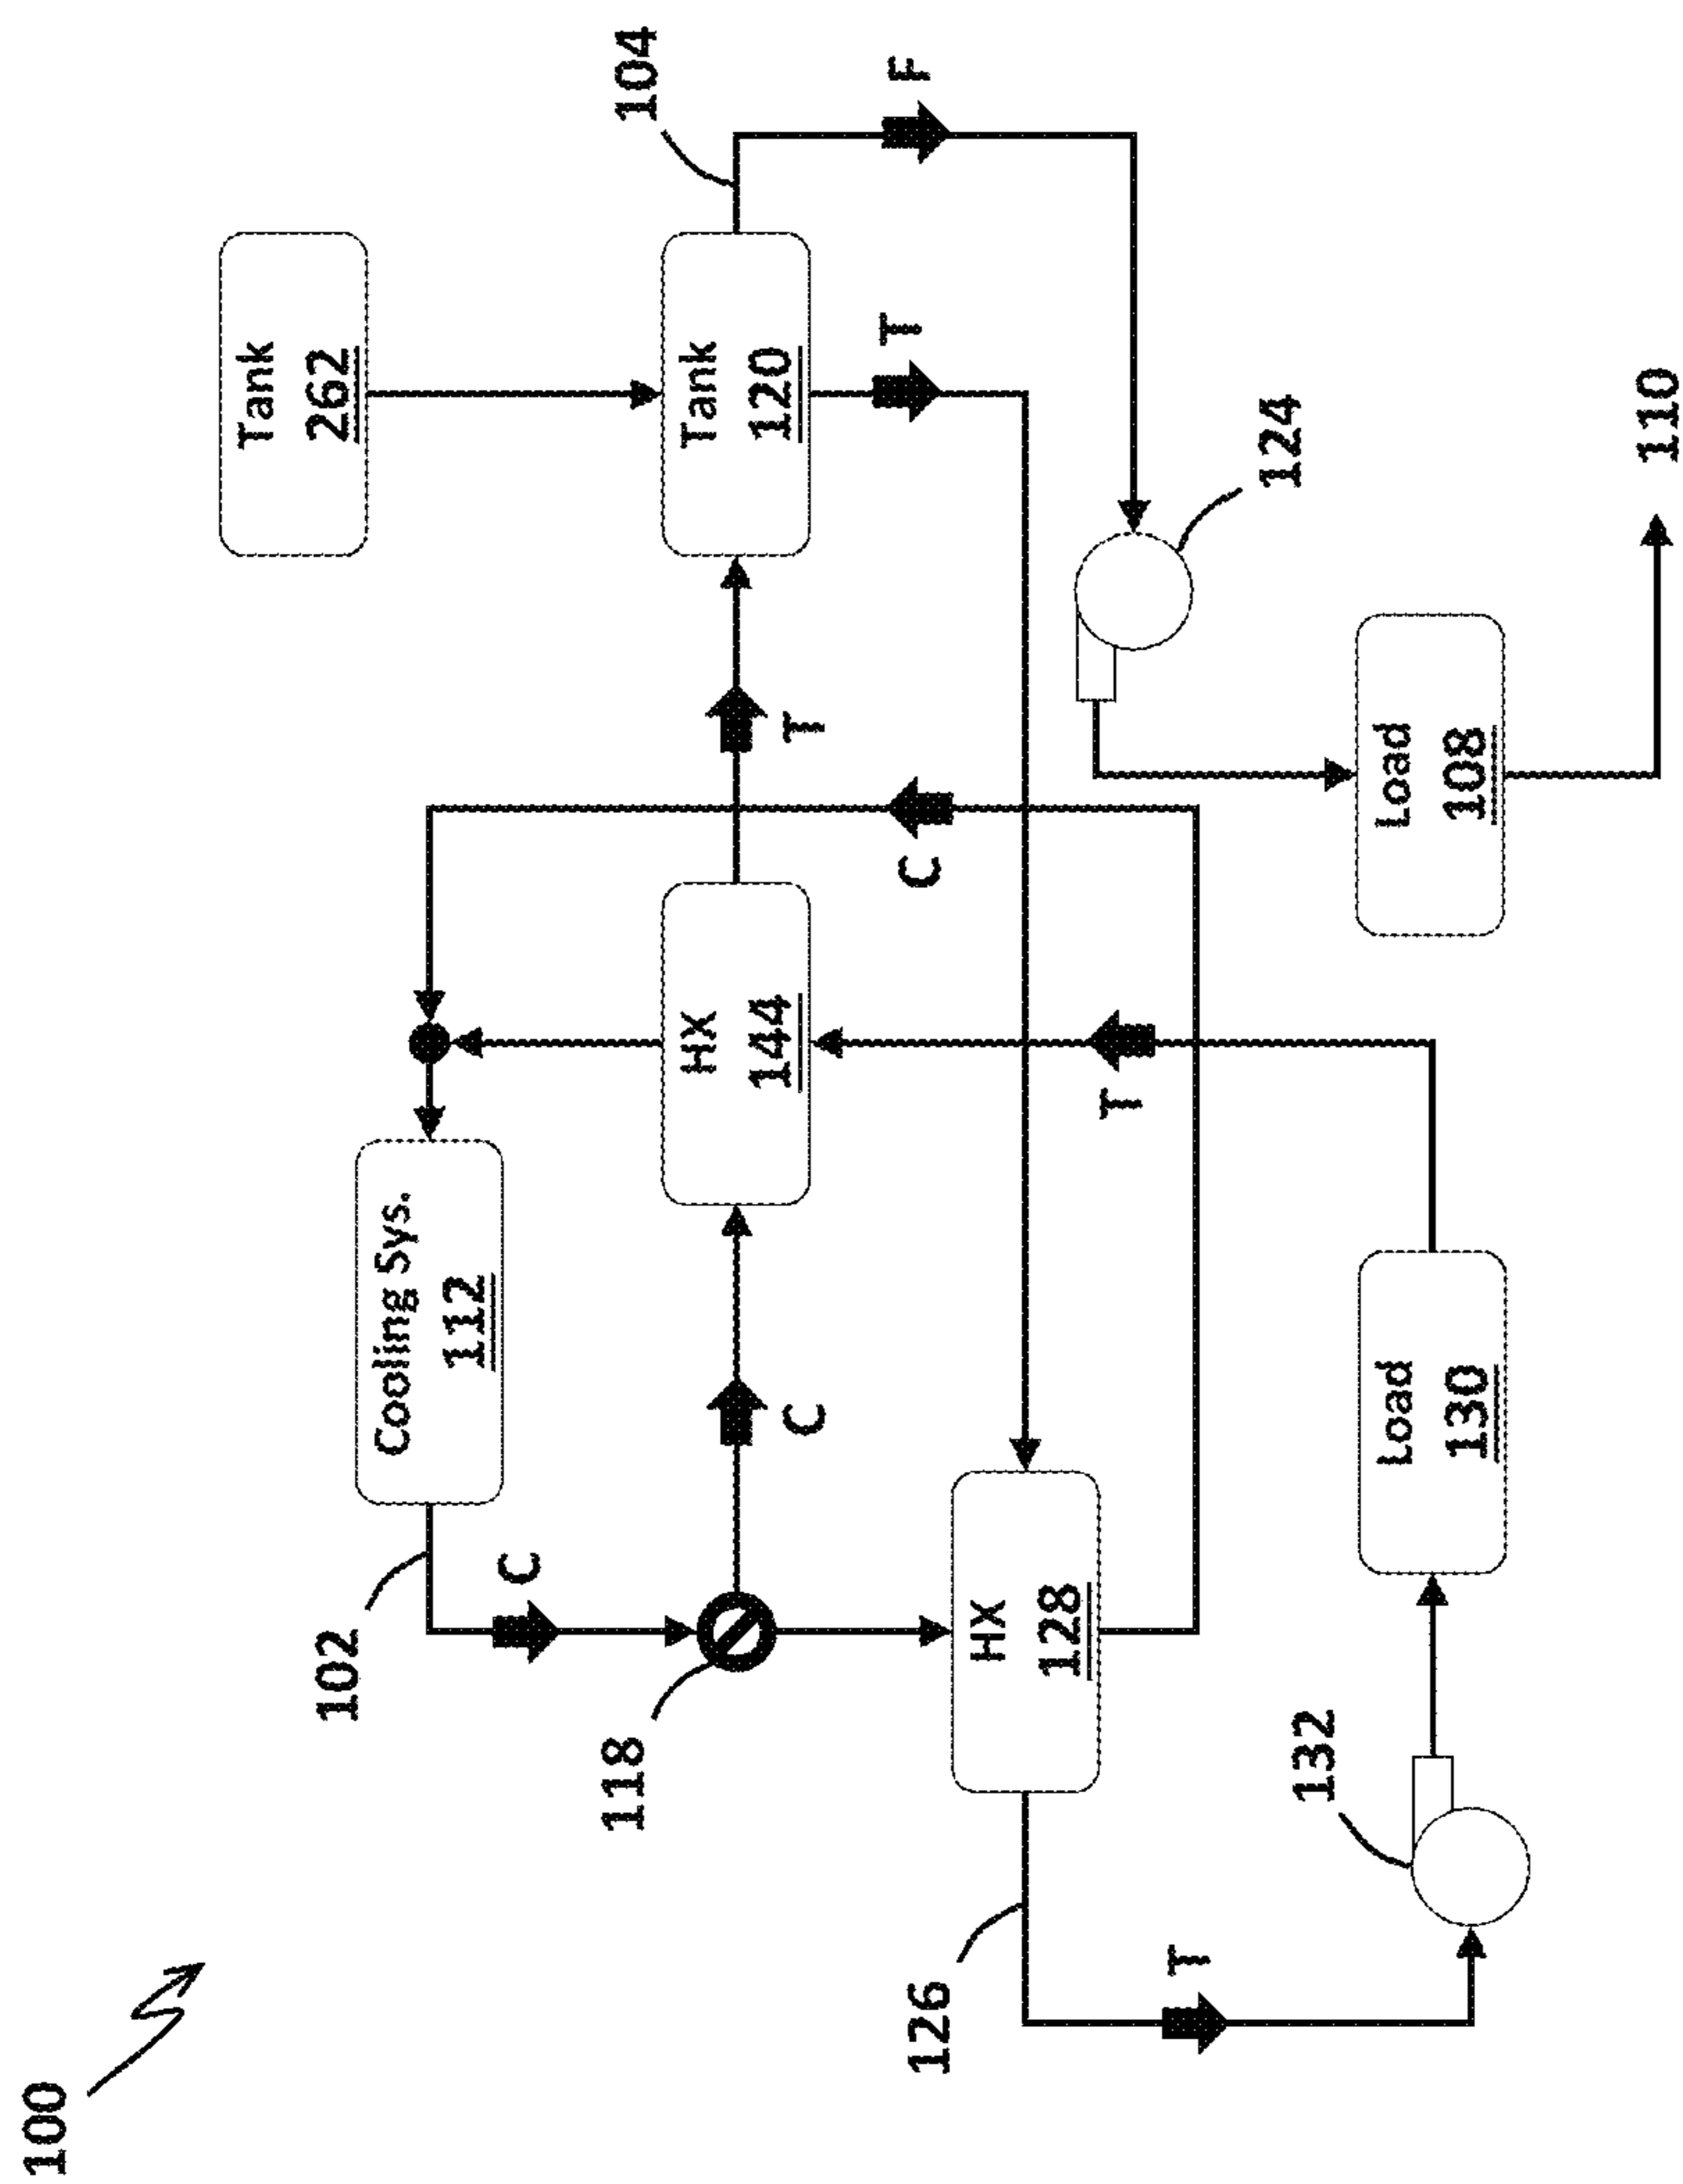 100
Tank
262
102
Cooling Sys.
112
C
118
104
HX
144
Tank
120
C
T
C
T
F
126
HX
128
T
T
132
124
Load
130
Load
108
110